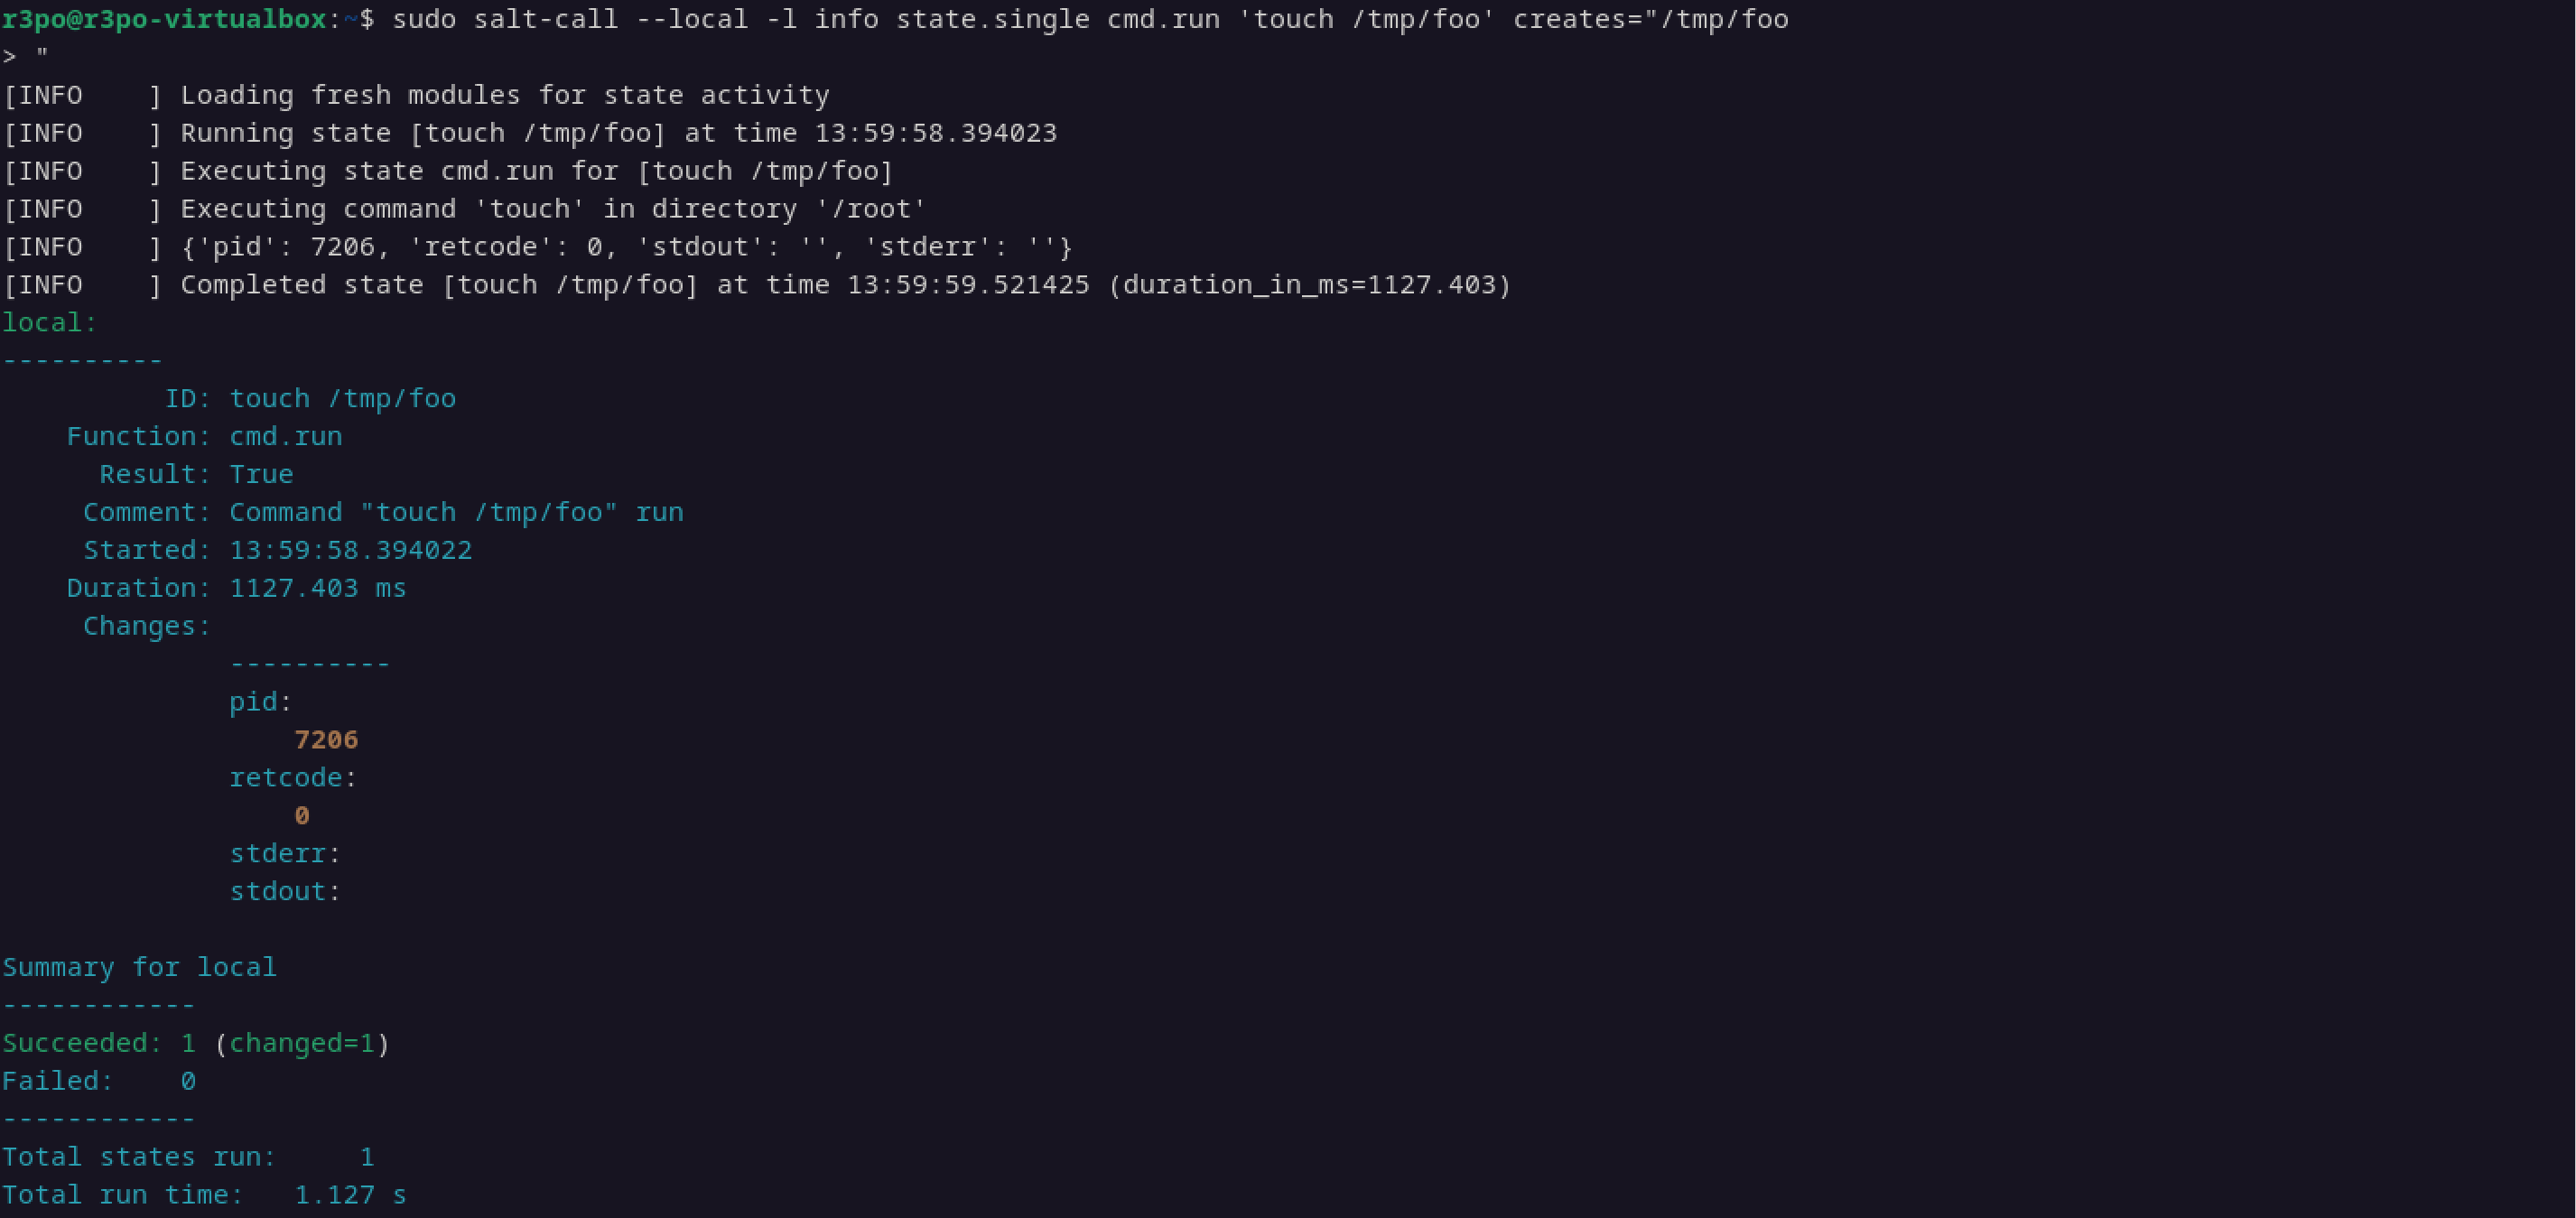 r3po@r3po-virtualbox:~$ sudo salt-call --local -l info state.single cmd.run 'touch /tmp/foo' creates="/tmp/foo
> "
[INFO    ] Loading fresh modules for state activity
[INFO    ] Running state [touch /tmp/foo] at time 13:59:58.394023
[INFO    ] Executing state cmd.run for [touch /tmp/foo]
[INFO    ] Executing command 'touch' in directory '/root'
[INFO    ] {'pid': 7206, 'retcode': 0, 'stdout': '', 'stderr': ''}
[INFO    ] Completed state [touch /tmp/foo] at time 13:59:59.521425 (duration_in_ms=1127.403)
local:
----------
          ID: touch /tmp/foo
    Function: cmd.run
      Result: True
     Comment: Command "touch /tmp/foo" run
     Started: 13:59:58.394022
    Duration: 1127.403 ms
     Changes:
              ----------
              pid:
                  7206
              retcode:
                  0
              stderr:
              stdout:

Summary for local
------------
Succeeded: 1 (changed=1)
Failed:    0
------------
Total states run:     1
Total run time:   1.127 s